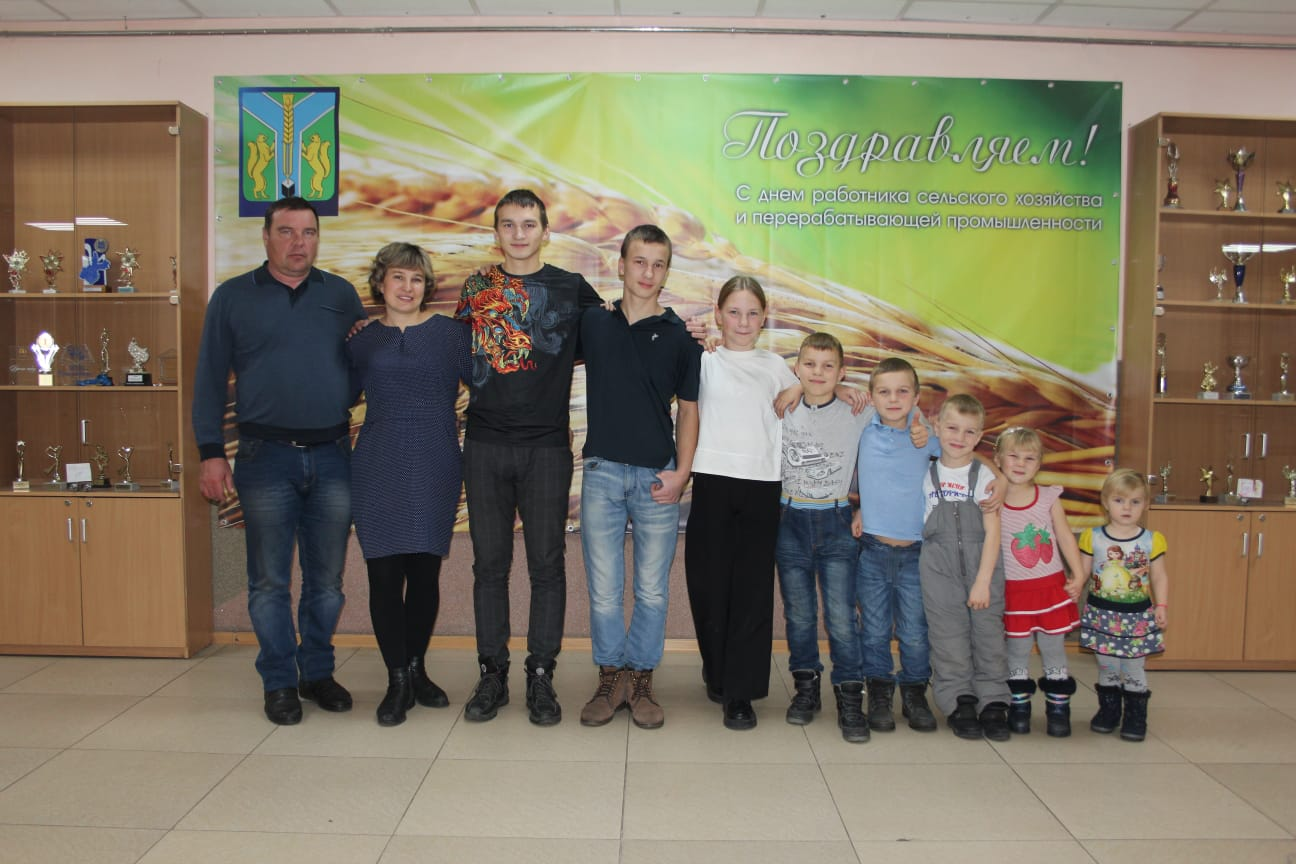 Поздравляем!
С днем работника сельского хозяйства
и перерабатывающей промышленности